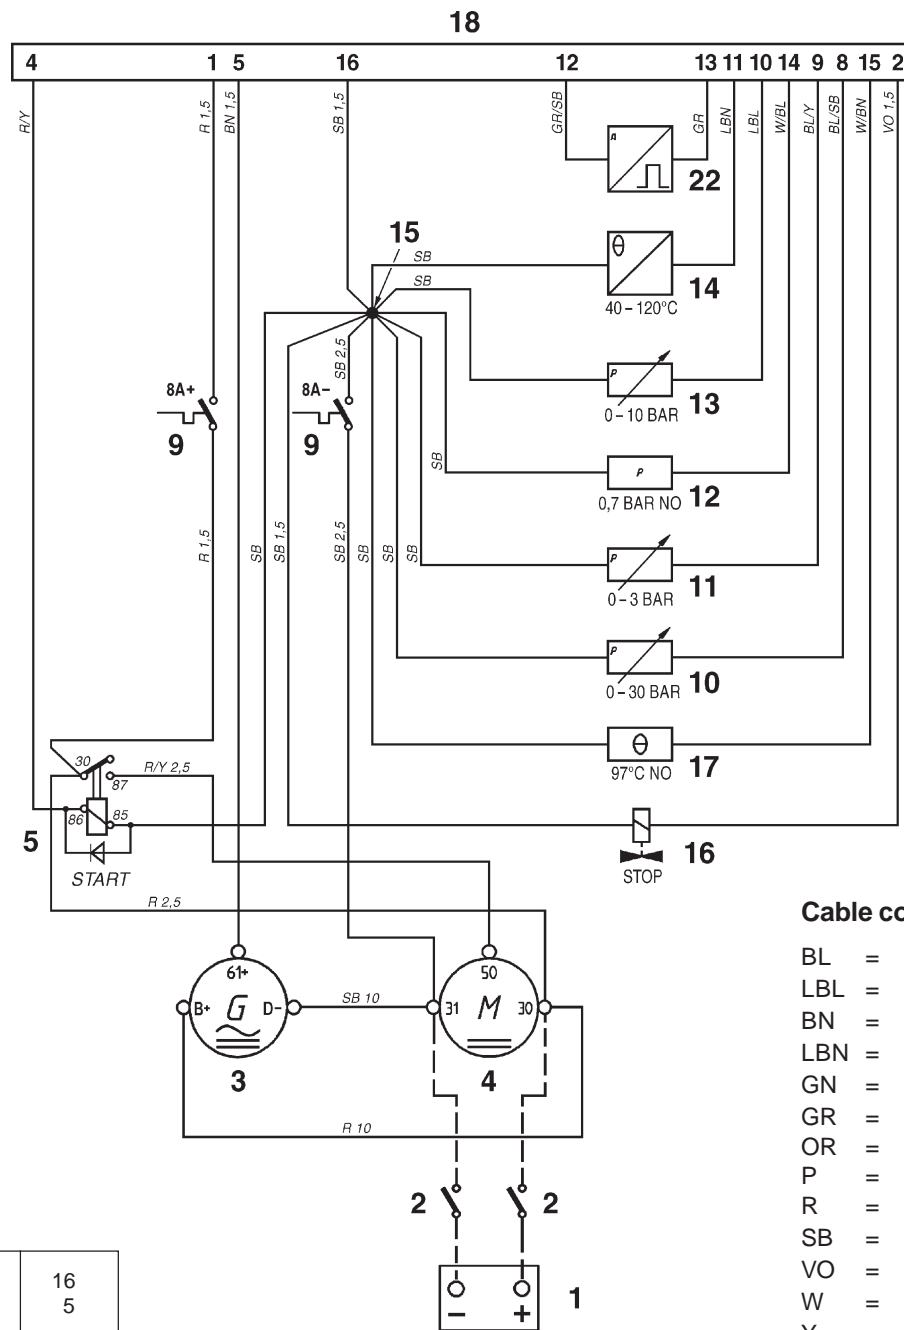 18
4 1 5 16 12 13 11 10 14 9 8 15 2
R/Y
R 1,5
BN 1,5
SB 1,5
GR/SB
GR
LBN
LBL
W/BL
BL/Y
BL/SB
W/BN
VO 1,5
22
15
SB
θ
14
40–120°C
SB
SB 2,5
8A+
9
8A–
9
P
13
0–10 BAR
SB
P
12
0,7 BAR NO
R 1,5
SB
SB 1,5
SB 2,5
SB
SB
SB
P
11
0–3 BAR
P
10
0–30 BAR
θ
17
97°C NO
30
87
R/Y 2,5
86
85
5
START
16
STOP
R 2,5
61+
B+ G D–
3
SB 10
50
31 M 30
4
R 10
2 2
1
– +
Cable co
BL =
LBL =
BN =
LBN =
GN =
GR =
OR =
P =
R =
SB =
VO =
W =
16
5